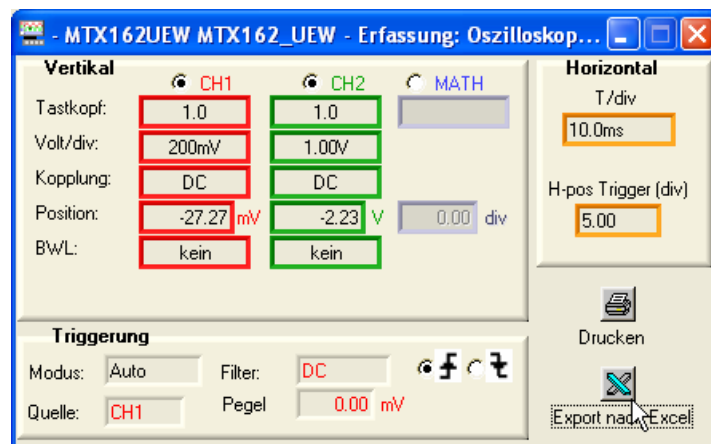 - MTX162UEW MTX162_UEW - Erfassung: Oszilloskop...
Vertikal
CH1 CH2 MATH
Tastkopf: 1.0 1.0
Volt/div: 200mV 1.00V
Kopplung: DC DC
Position: -27.27 mV -2.23 V 0.00 div
BWL: kein kein
Horizontal
T/div
10.0ms
H-pos Trigger (div)
5.00
Triggerung
Modus: Auto Filter: DC
Quelle: CH1 Pegel 0.00 mV
Drucken
Export nach Excel